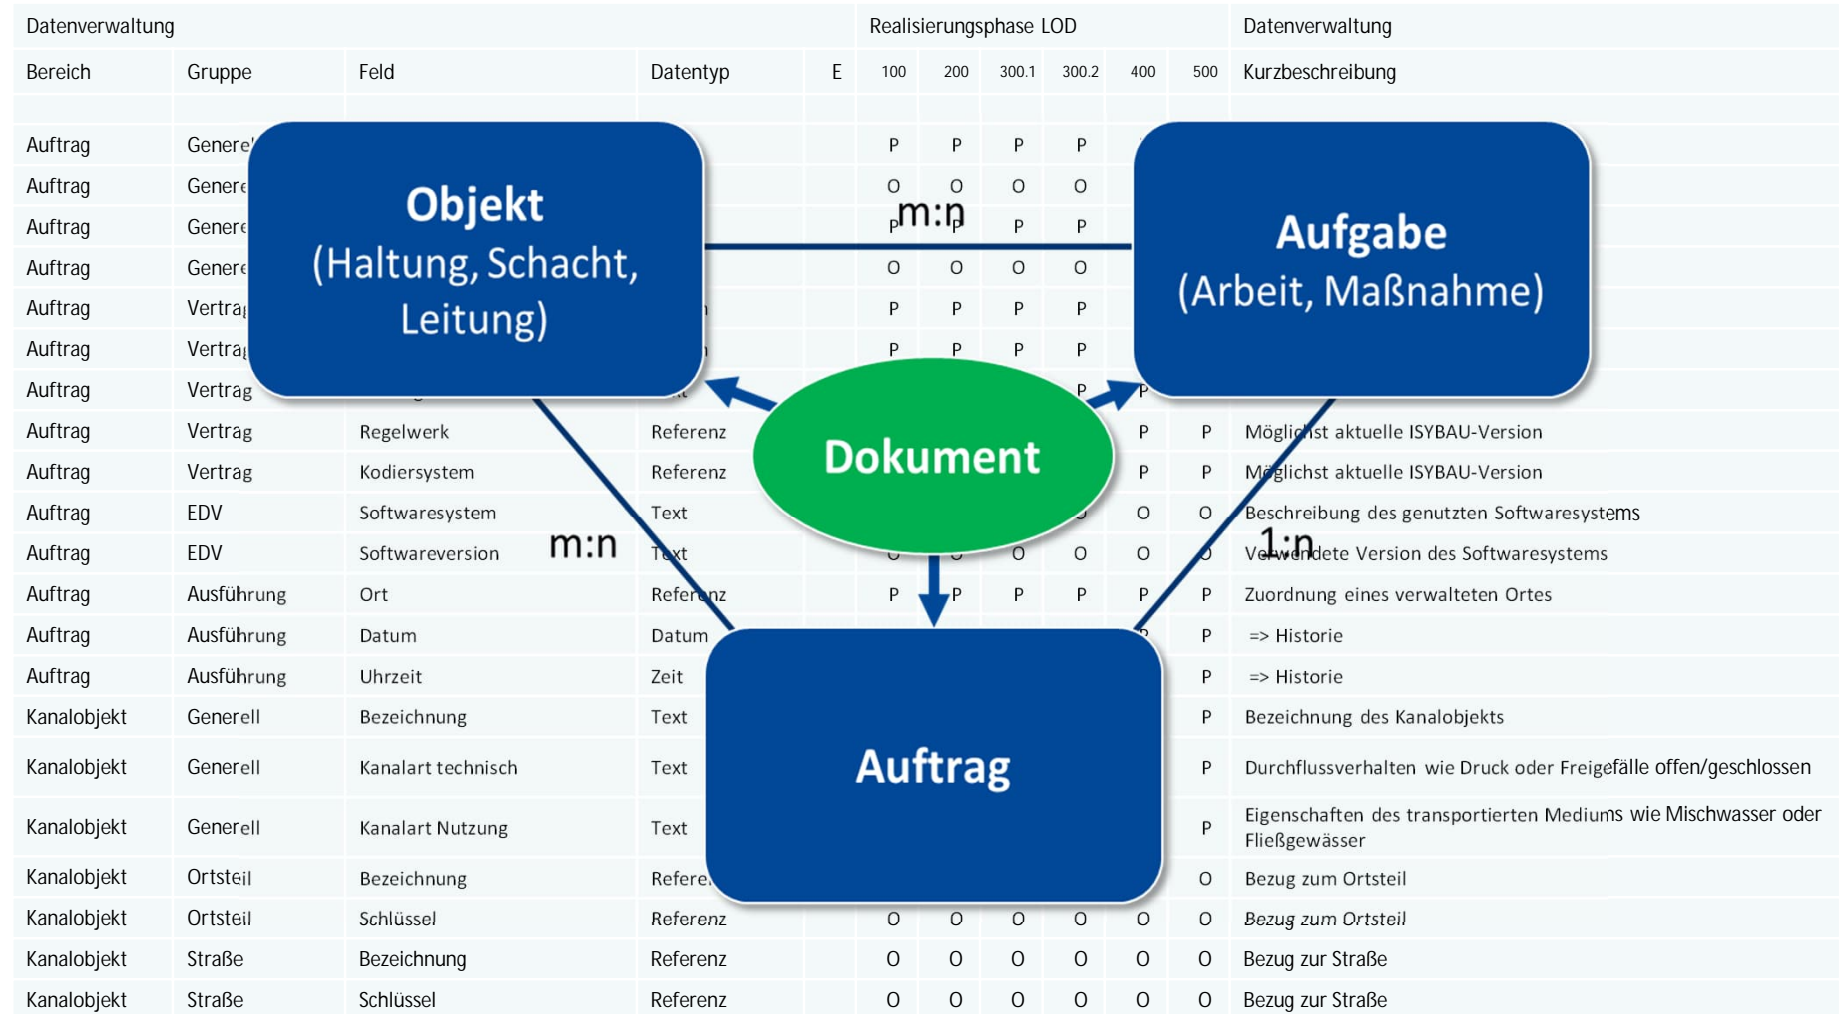 Datenverwaltung Realisierungsphase LOD Datenverwaltung
Bereich Gruppe Feld Datentyp E 100 200 300.1 300.2 400 500 Kurzbeschreibung
Auftrag P P P P
Auftrag O O O O
Auftrag P P P P
Auftrag O O O O
Auftrag P P P P
Auftrag P P P P
Auftrag Vertrag P P
Auftrag Vertrag Regelwerk Referenz P P Möglichst aktuelle ISYBAU-Version
Auftrag Vertrag Kodiersystem Referenz P P Möglichst aktuelle ISYBAU-Version
Auftrag EDV Softwaresystem Text O O Beschreibung des genutzten Softwaresystems
Auftrag EDV Softwareversion Text O O O O O O Verwendete Version des Softwaresystems
Auftrag Ausführung Ort Referenz P P P P P P Zuordnung eines verwalteten Ortes
Auftrag Ausführung Datum Datum P => Historie
Auftrag Ausführung Uhrzeit Zeit P => Historie
Kanalobjekt Generell Bezeichnung Text P Bezeichnung des Kanalobjekts
Kanalobjekt Generell Kanalart technisch Text P Durchflussverhalten wie Druck oder Freigefälle offen/geschlossen
Kanalobjekt Generell Kanalart Nutzung Text P Eigenschaften des transportierten Mediums wie Mischwasser oder
Fließgewässer
Kanalobjekt Ortsteil Bezeichnung O Bezug zum Ortsteil
Kanalobjekt Ortsteil Schlüssel Referenz O O O O O O Bezug zum Ortsteil
Kanalobjekt Straße Bezeichnung Referenz O O O O O O Bezug zur Straße
Kanalobjekt Straße Schlüssel Referenz O O O O O O Bezug zur Straße
Objekt
(Haltung, Schacht,
Leitung)
m:n
Aufgabe
(Arbeit, Maßnahme)
Dokument
m:n
1:n
Auftrag